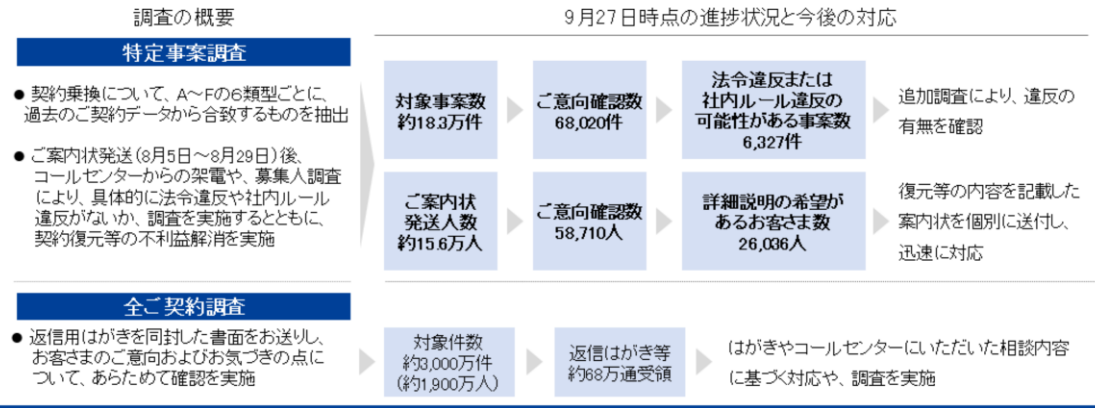 調査の概要
9月27日時点の進捗状況と今後の対応
特定事案調査
● 契約乗換について、A～Fの6類型ごとに、
過去のご契約データから合致するものを抽出
● ご案内状発送(8月5日～8月29日)後、
コールセンターからの架電や、募集人調査
により、具体的に法令違反や社内ルール
違反がないか、調査を実施するとともに、
契約復元等の不利益解消を実施
対象事案数
約18.3万件
ご意向確認数
68,020件
法令違反または
社内ルール違反の
可能性がある事案数
6,327件
追加調査により、違反の
有無を確認
ご案内状
発送人数
約15.6万人
ご意向確認数
58,710人
詳細説明の希望が
あるお客さま数
26,036人
復元等の内容を記載した
案内状を個別に送付し、
迅速に対応
全ご契約調査
● 返信用はがきを同封した書面をお送りし、
お客さまのご意向およびお気づきの点に
ついて、あらためて確認を実施
対象件数
約3,000万件
(約1,900万人)
返信はがき等
約68万通受領
はがきやコールセンターにいただいた相談内容
に基づく対応や、調査を実施